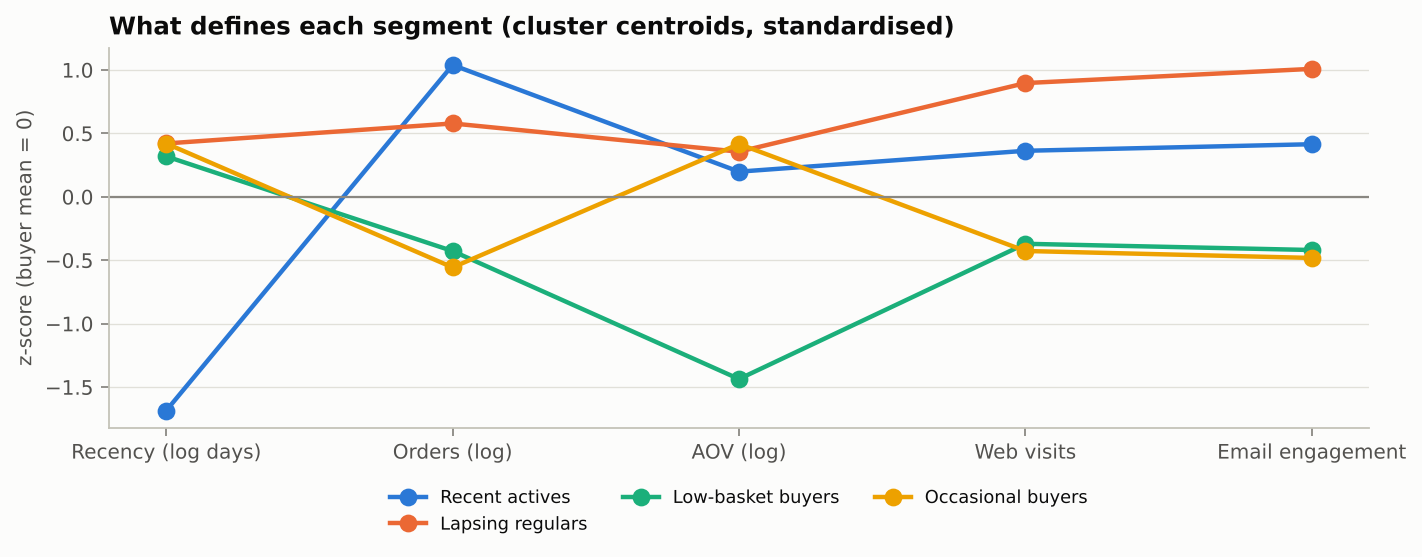 What defines each segment (cluster centroids, standardised)
z-score (buyer mean = 0)
1.0
0.5
0.0
−0.5
−1.0
−1.5
Recency (log days)
Orders (log)
AOV (log)
Web visits
Email engagement
Recent actives
Low-basket buyers
Occasional buyers
Lapsing regulars